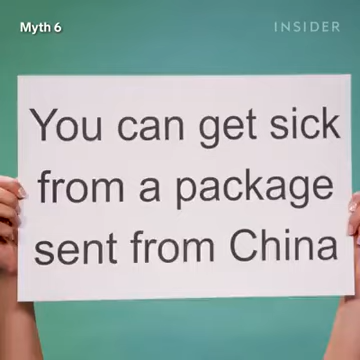 Myth 6
INSIDER
You can get sick
from a package
sent from China